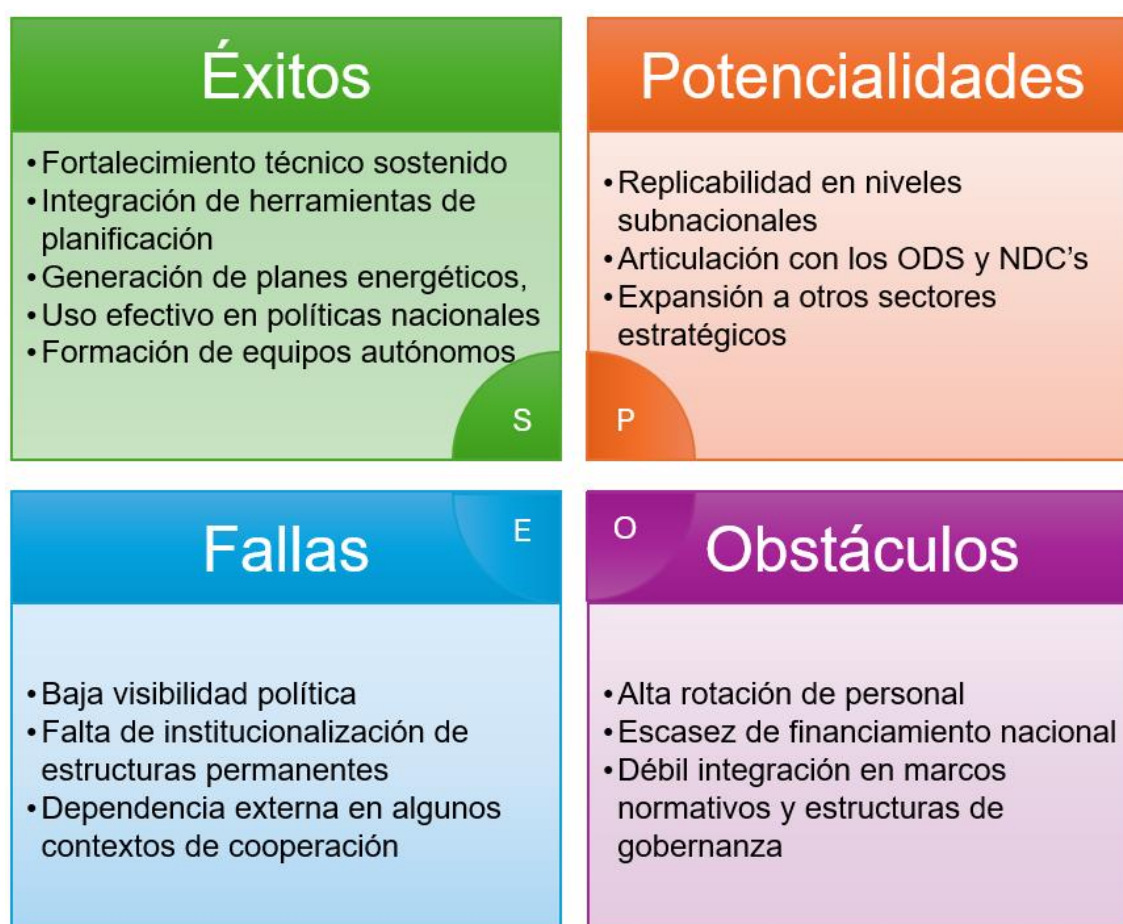 Éxitos
• Fortalecimiento técnico sostenido
• Integración de herramientas de
planificación
• Generación de planes energéticos,
• Uso efectivo en políticas nacionales
• Formación de equipos autónomos
S
Potencialidades
• Replicabilidad en niveles
subnacionales
• Articulación con los ODS y NDC’s
• Expansión a otros sectores
estratégicos
P
Fallas
E
• Baja visibilidad política
• Falta de institucionalización de
estructuras permanentes
• Dependencia externa en algunos
contextos de cooperación
O
Obstáculos
• Alta rotación de personal
• Escasez de financiamiento nacional
• Débil integración en marcos
normativos y estructuras de
gobernanza